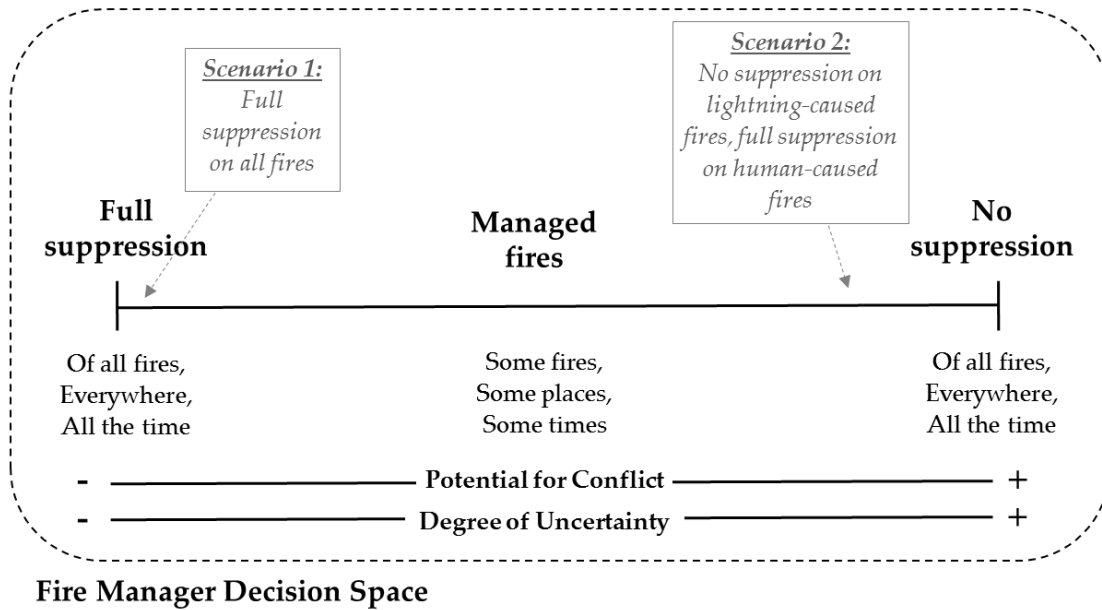 Scenario 1:
Full
suppression
on all fires
Scenario 2:
No suppression on
lightning-caused
fires, full suppression
on human-caused
fires
Full
suppression
Managed
fires
No
suppression
Of all fires,
Everywhere,
All the time
Some fires,
Some places,
Some times
Of all fires,
Everywhere,
All the time
- Potential for Conflict +
- Degree of Uncertainty +
Fire Manager Decision Space